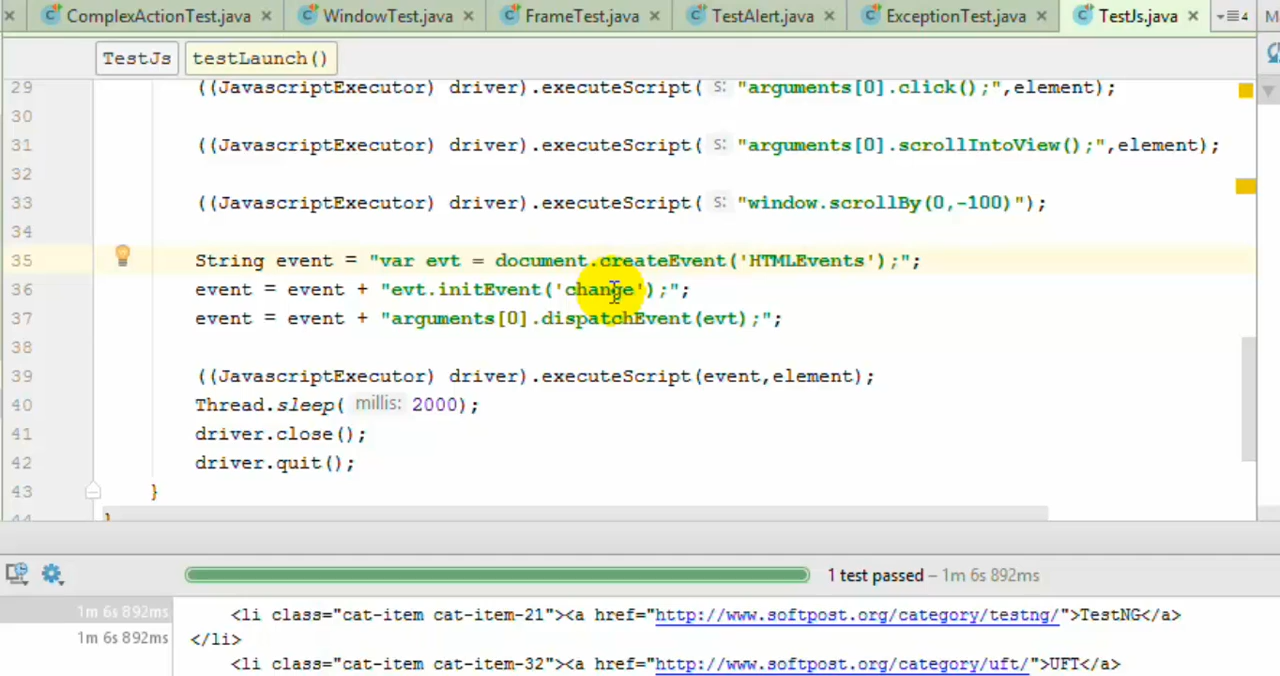 ComplexActionTest.java WindowTest.java FrameTest.java TestAlert.java ExceptionTest.java TestJs.java 4 M
TestJs testLaunch()
29 ((JavascriptExecutor) driver).executeScript( s: "arguments[0].click();",element);
30
31 ((JavascriptExecutor) driver).executeScript( s: "arguments[0].scrollIntoView();",element);
32
33 ((JavascriptExecutor) driver).executeScript( s: "window.scrollBy(0,-100)");
34
35 String event = "var evt = document.createEvent('HTMLEvents');";
36 event = event + "evt.initEvent('change');";
37 event = event + "arguments[0].dispatchEvent(evt);";
38
39 ((JavascriptExecutor) driver).executeScript(event,element);
40 Thread.sleep( millis: 2000);
41 driver.close();
42 driver.quit();
43 }
44 }
1 test passed – 1m 6s 892ms
1m 6s 892ms <li class="cat-item cat-item-21"><a href="http://www.softpost.org/category/testng/">TestNG</a>
1m 6s 892ms </li>
<li class="cat-item cat-item-32"><a href="http://www.softpost.org/category/uft/">UFT</a>